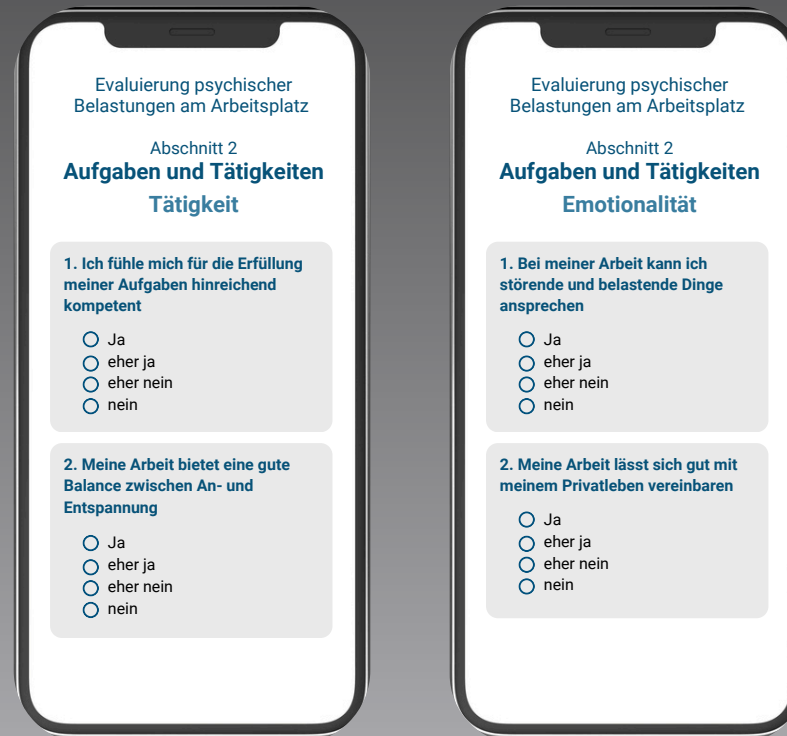 Evaluierung psychischer
Belastungen am Arbeitsplatz
Abschnitt 2
Aufgaben und Tätigkeiten
Tätigkeit
1. Ich fühle mich für die Erfüllung
meiner Aufgaben hinreichend
kompetent
Ja
eher ja
eher nein
nein
2. Meine Arbeit bietet eine gute
Balance zwischen An- und
Entspannung
Ja
eher ja
eher nein
nein
Evaluierung psychischer
Belastungen am Arbeitsplatz
Abschnitt 2
Aufgaben und Tätigkeiten
Emotionalität
1. Bei meiner Arbeit kann ich
störende und belastende Dinge
ansprechen
Ja
eher ja
eher nein
nein
2. Meine Arbeit lässt sich gut mit
meinem Privatleben vereinbaren
Ja
eher ja
eher nein
nein